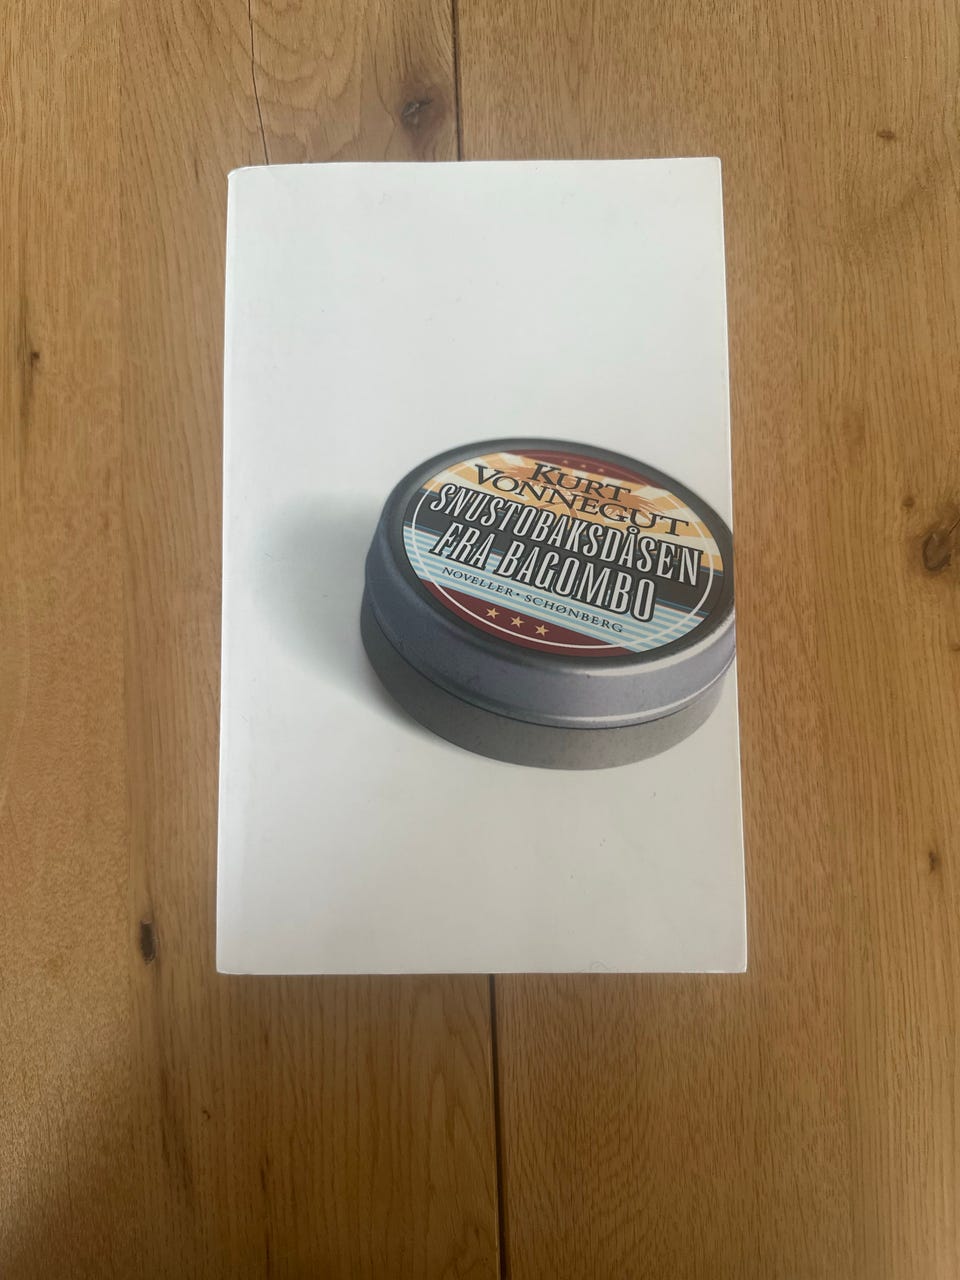 KURT
VONNEGUT
SNUSTOBAKSDÅSEN
FRA BAGOMBO
NOVELLER · SCHØNBERG